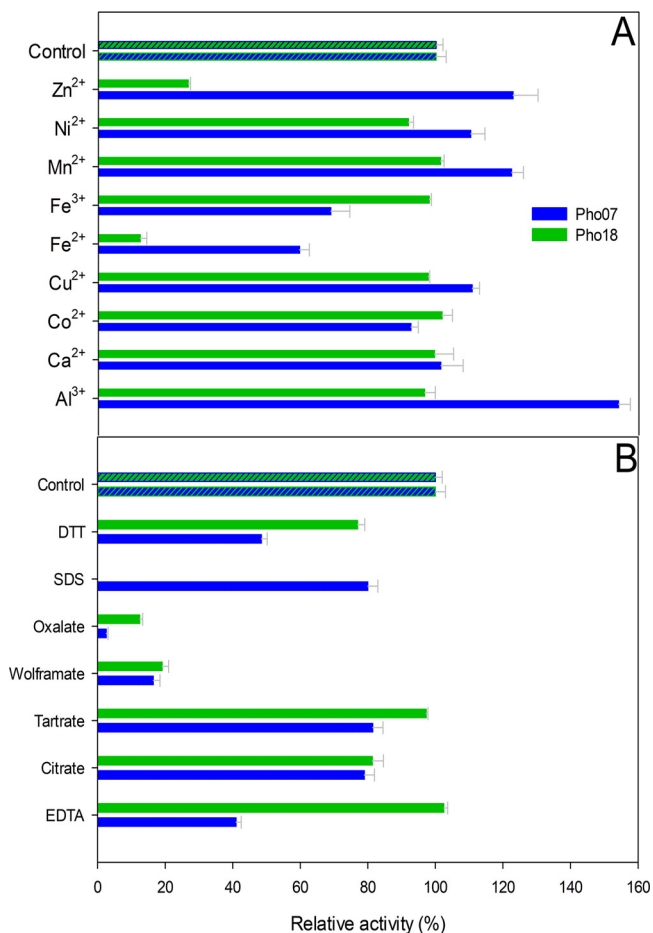 A
Control
Zn2+
Ni2+
Mn2+
Fe3+
Pho07
Pho18
Fe2+
Cu2+
Co2+
Ca2+
Al3+
B
Control
DTT
SDS
Oxalate
Wolframate
Tartrate
Citrate
EDTA
0 20 40 60 80 100 120 140 160
Relative activity (%)